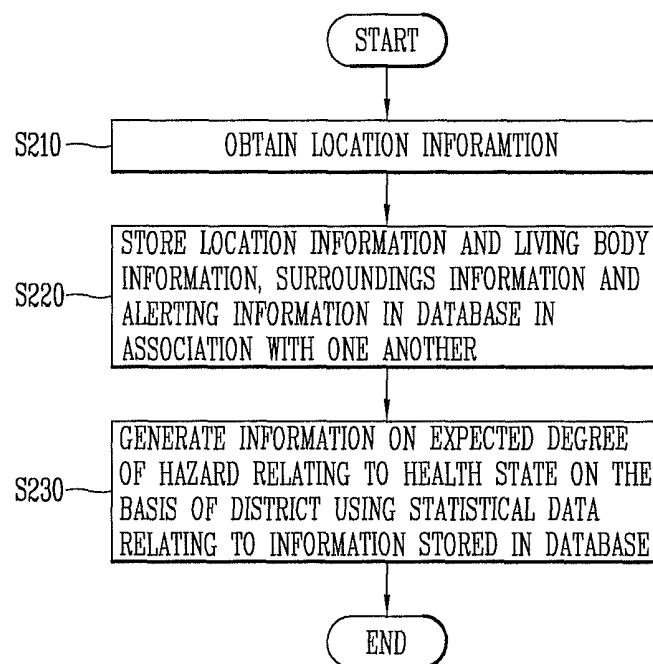 START
S210
OBTAIN LOCATION INFORAMTION
S220
STORE LOCATION INFORMATION AND LIVING BODY
INFORMATION, SURROUNDINGS INFORMATION AND
ALERTING INFORMATION IN DATABASE IN
ASSOCIATION WITH ONE ANOTHER
S230
GENERATE INFORMATION ON EXPECTED DEGREE
OF HAZARD RELATING TO HEALTH STATE ON THE
BASIS OF DISTRICT USING STATISTICAL DATA
RELATING TO INFORMATION STORED IN DATABASE
END